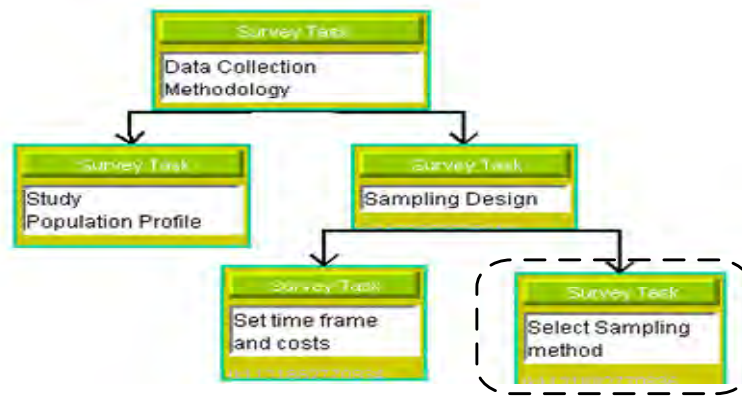 Survey Task
Data Collection
Methodology
Survey Task
Study
Population Profile
Survey Task
Sampling Design
Survey Task
Set time frame
and costs
Survey Task
Select Sampling
method